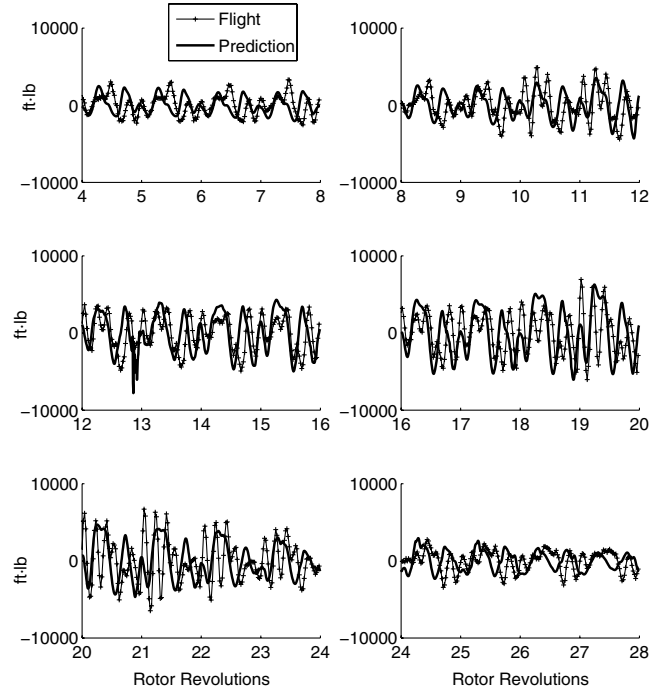 Flight
Prediction
10000
0
−10000
ft·lb
4 5 6 7 8
10000
0
−10000
8 9 10 11 12
10000
0
−10000
ft·lb
12 13 14 15 16
10000
0
−10000
16 17 18 19 20
10000
0
−10000
ft·lb
20 21 22 23 24
Rotor Revolutions
10000
0
−10000
24 25 26 27 28
Rotor Revolutions